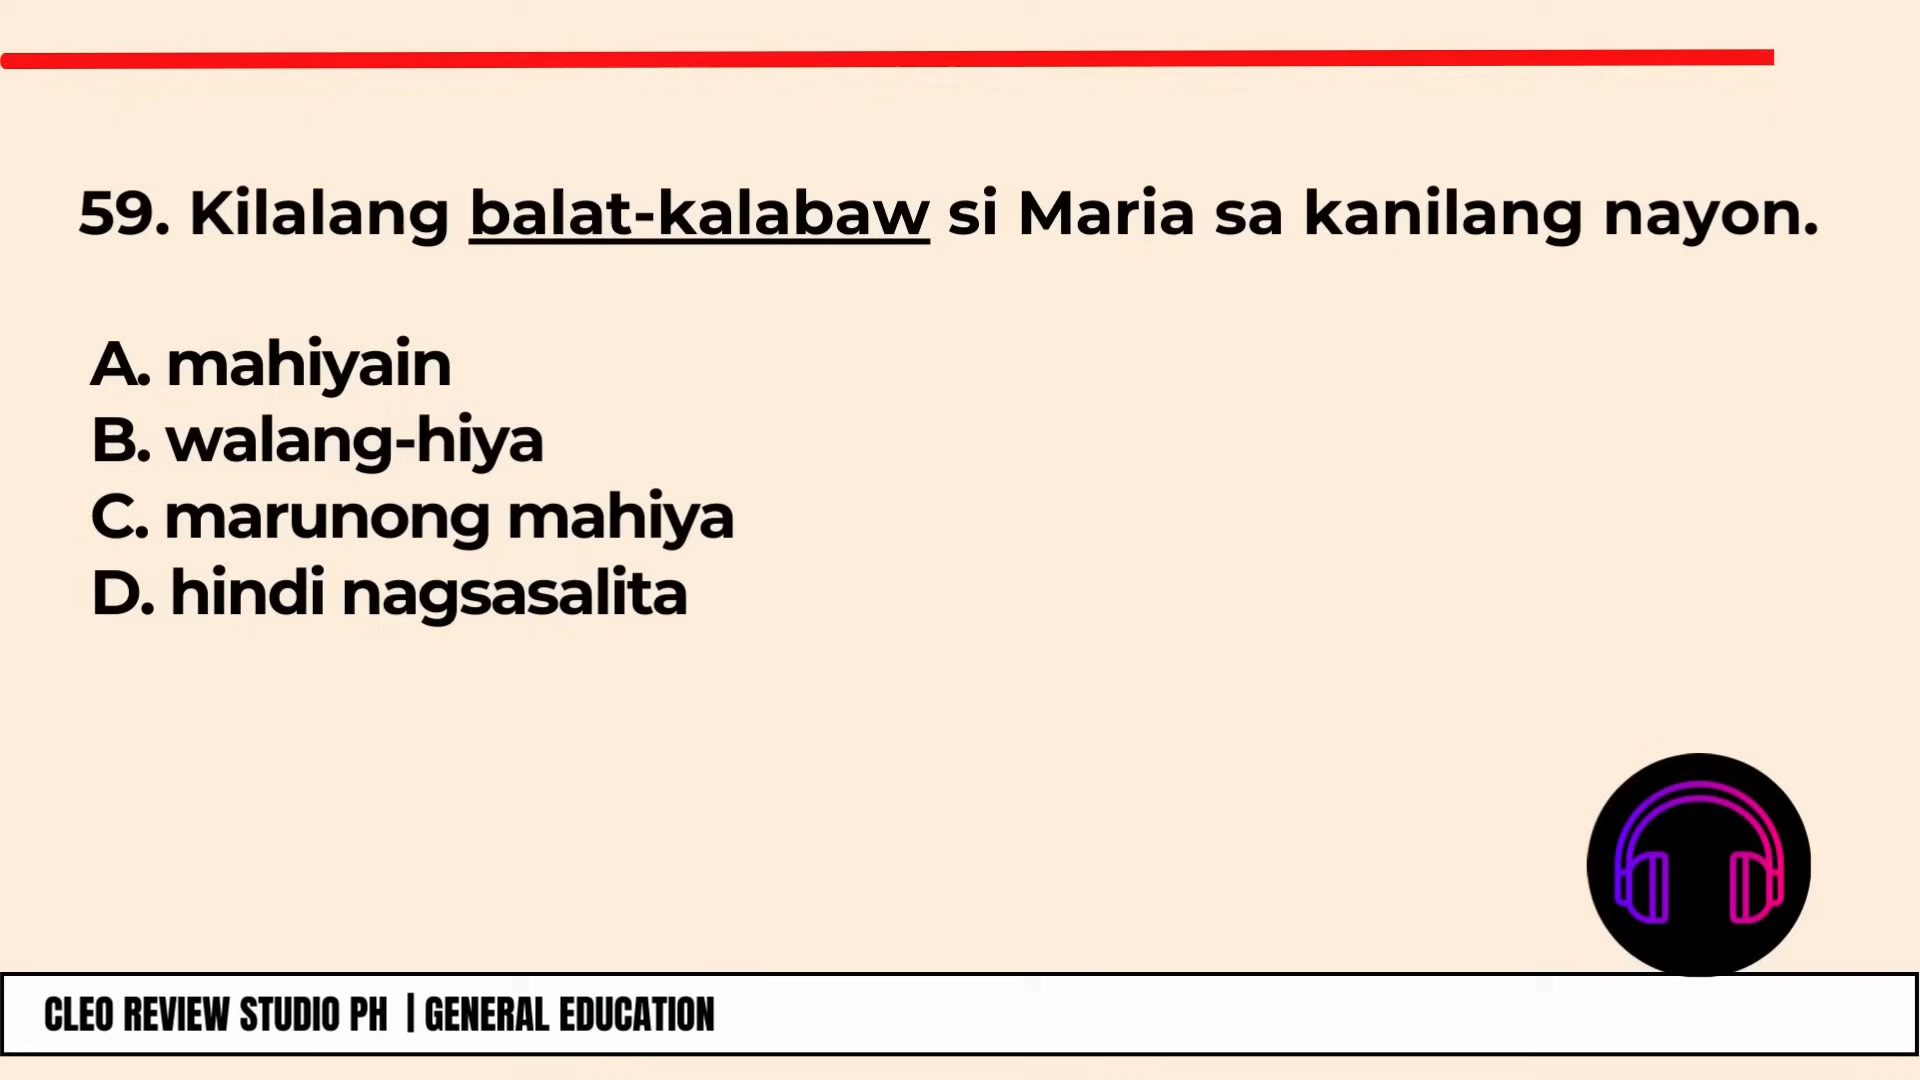 59. Kilalang balat-kalabaw si Maria sa kanilang nayon.
A. mahiyain
B. walang-hiya
C. marunong mahiya
D. hindi nagsasalita
CLEO REVIEW STUDIO PH | GENERAL EDUCATION